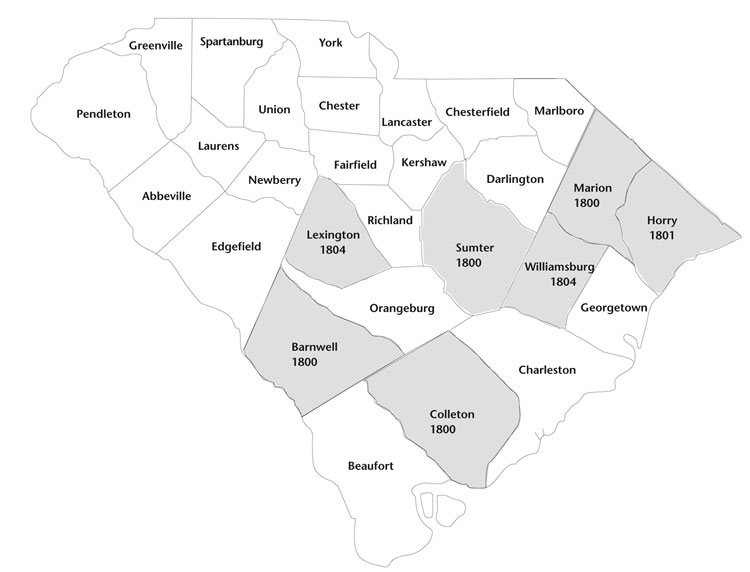 Greenville
Spartanburg
York
Pendleton
Union
Chester
Lancaster
Chesterfield
Marlboro
Laurens
Fairfield
Kershaw
Darlington
Newberry
Abbeville
Marion
1800
Horry
1801
Richland
Lexington
1804
Edgefield
Sumter
1800
Williamsburg
1804
Orangeburg
Georgetown
Barnwell
1800
Charleston
Colleton
1800
Beaufort